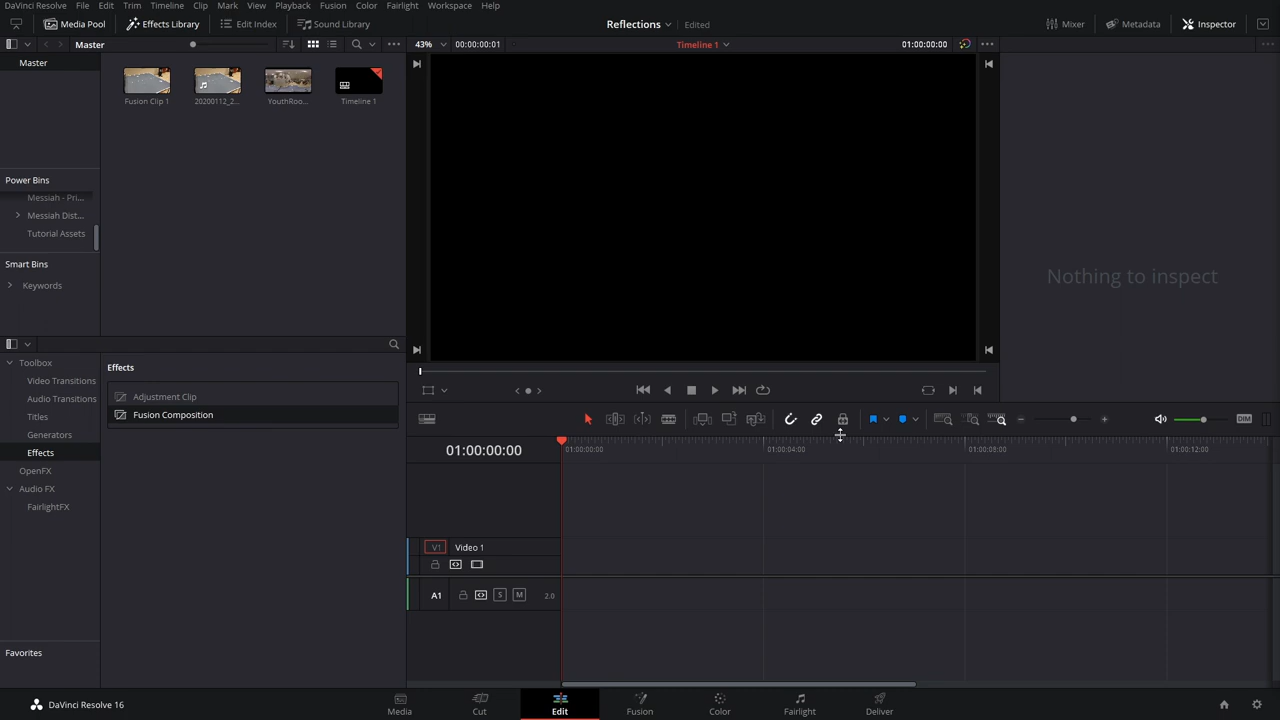 DaVinci Resolve File Edit Trim Timeline Clip Mark View Playback Fusion Color Fairlight Workspace Help
Media Pool Effects Library Edit Index Sound Library Reflections Edited Mixer Metadata Inspector
Master 43% 00:00:00:01 Timeline 1 01:00:00:00
Master
Fusion Clip 1 20200112_2... YouthRoo... Timeline 1
Power Bins
Messiah - Pri...
Messiah Dist...
Tutorial Assets
Smart Bins
Keywords
Nothing to inspect
Toolbox
Video Transitions
Audio Transitions
Titles
Generators
Effects
OpenFX
Audio FX
FairlightFX
Favorites
Effects
Adjustment Clip
Fusion Composition
DIM
01:00:00:00 01:00:00:00 01:00:04:00 01:00:08:00 01:00:12:00
V1 Video 1
A1 S M 2.0
DaVinci Resolve 16
Media Cut Edit Fusion Color Fairlight Deliver